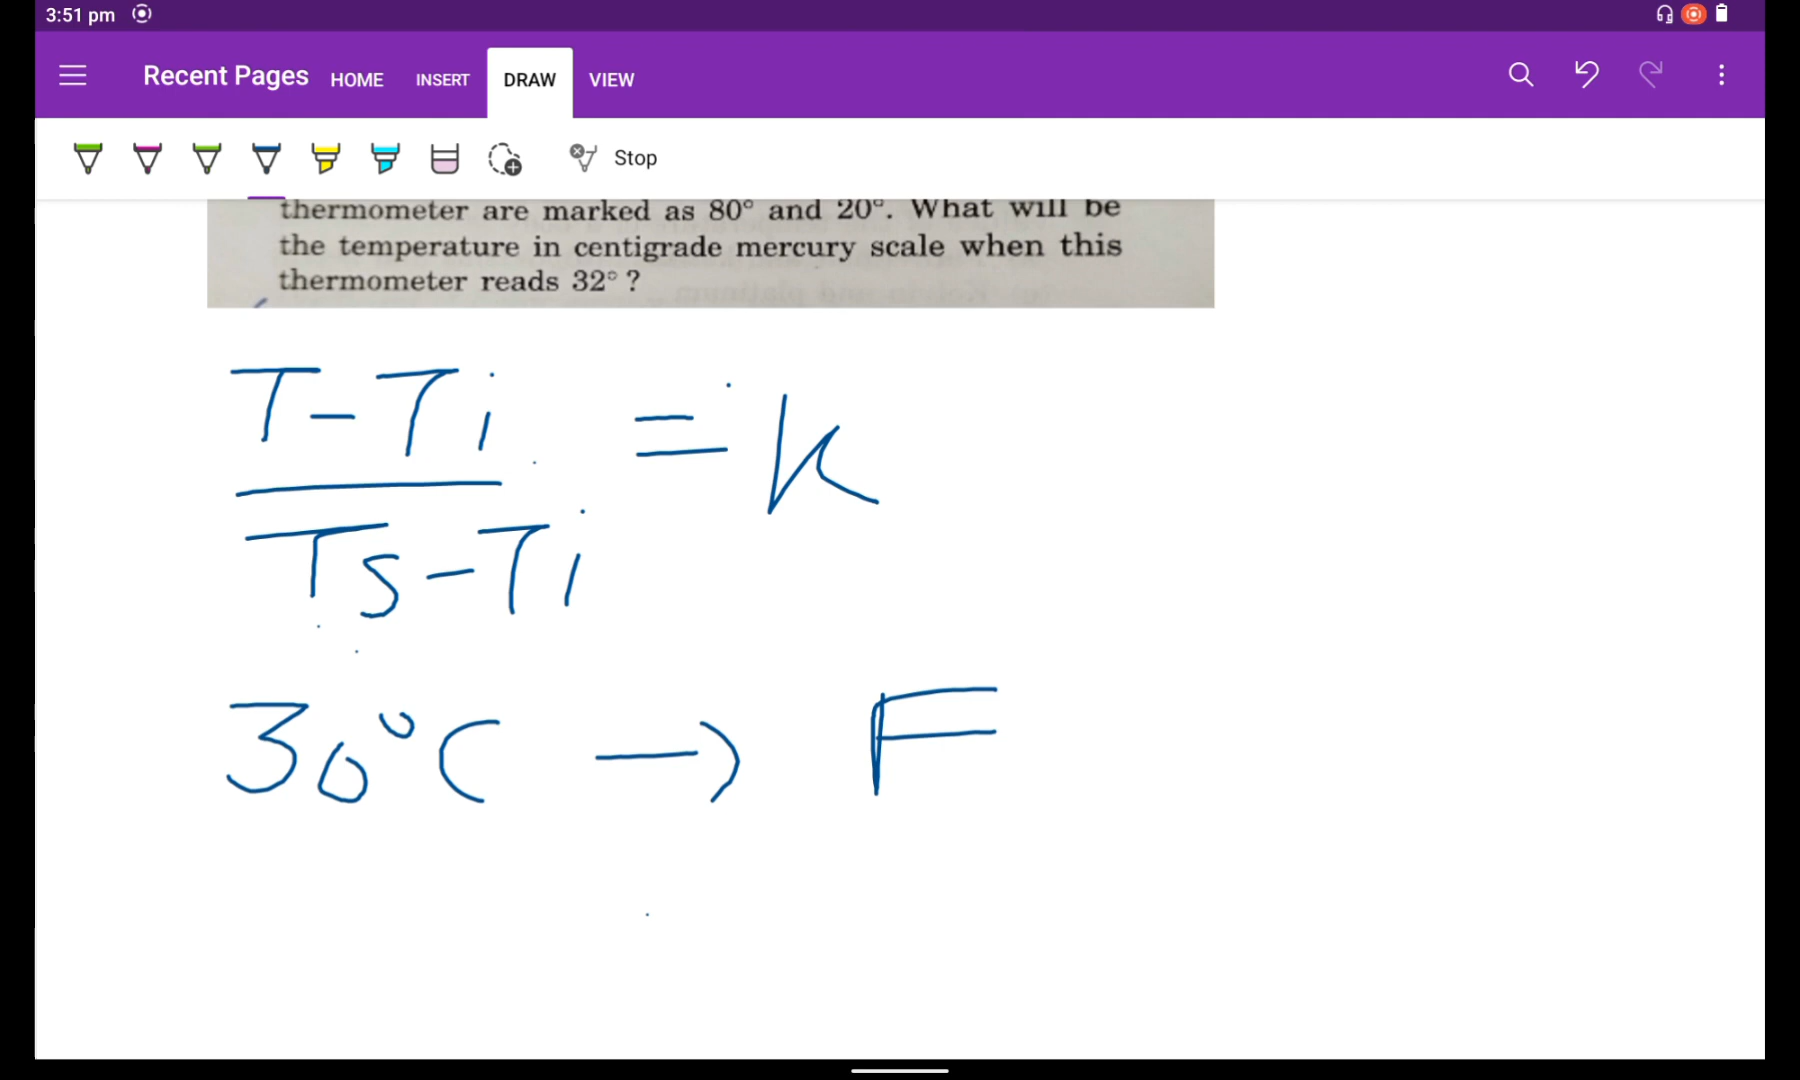 3:51 pm
Recent Pages HOME INSERT DRAW VIEW
Stop
thermometer are marked as 80° and 20°. What will be
the temperature in centigrade mercury scale when this
thermometer reads 32° ?
T-Ti
= k
Ts-Ti
30°C → F